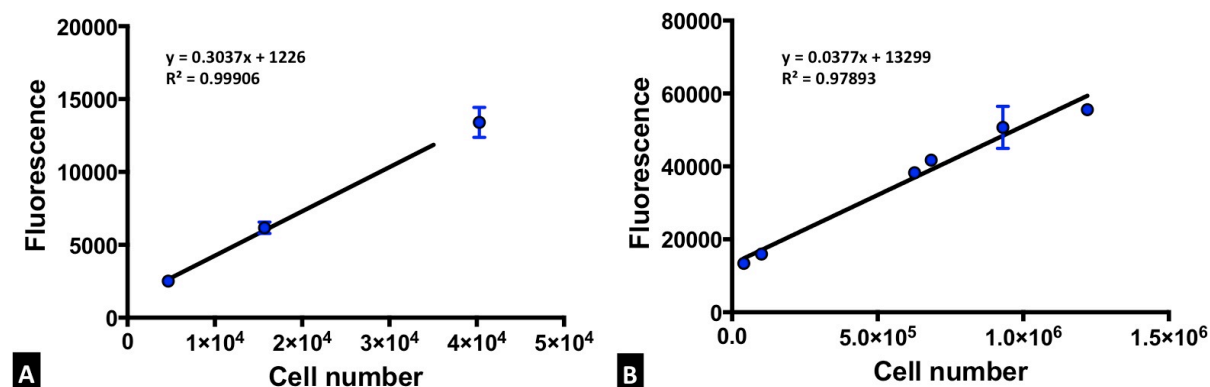 20000
15000
10000
5000
0
y = 0.3037x + 1226
R² = 0.99906
Fluorescence
0
1×10⁴
2×10⁴
3×10⁴
4×10⁴
5×10⁴
Cell number
A
80000
60000
40000
20000
0
y = 0.0377x + 13299
R² = 0.97893
Fluorescence
0.0
5.0×10⁵
1.0×10⁶
1.5×10⁶
Cell number
B